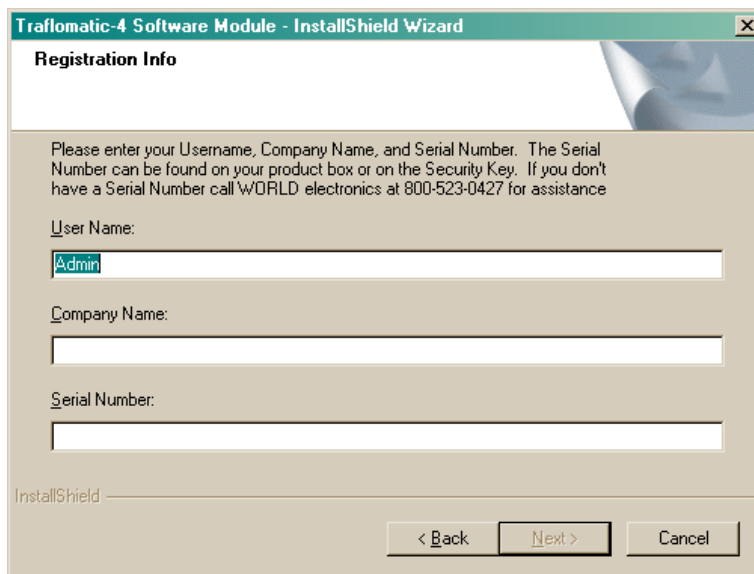 Traflomatic-4 Software Module - InstallShield Wizard
Registration Info
Please enter your Username, Company Name, and Serial Number.  The Serial
Number can be found on your product box or on the Security Key.  If you don't
have a Serial Number call WORLD electronics at 800-523-0427 for assistance
User Name:
Admin
Company Name:
Serial Number:
InstallShield
< Back Next > Cancel